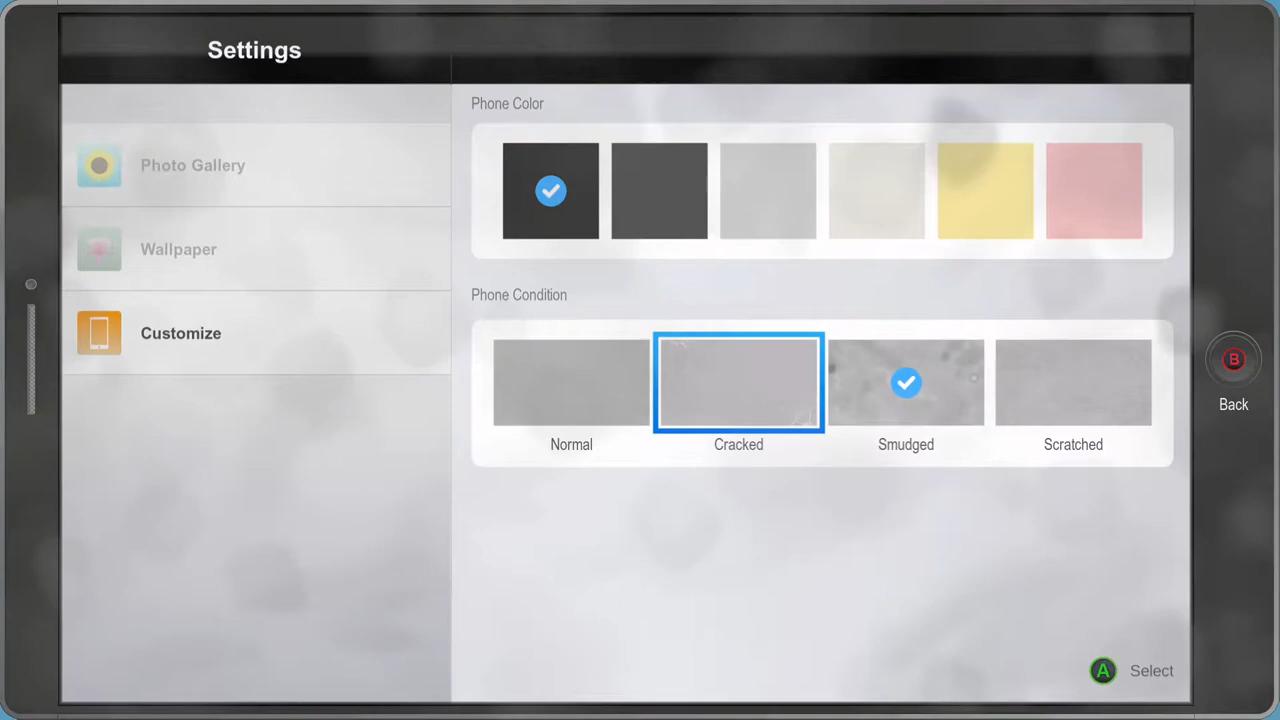 Settings
Photo Gallery
Wallpaper
Customize
Phone Color
Phone Condition
Normal
Cracked
Smudged
Scratched
B
Back
A
Select